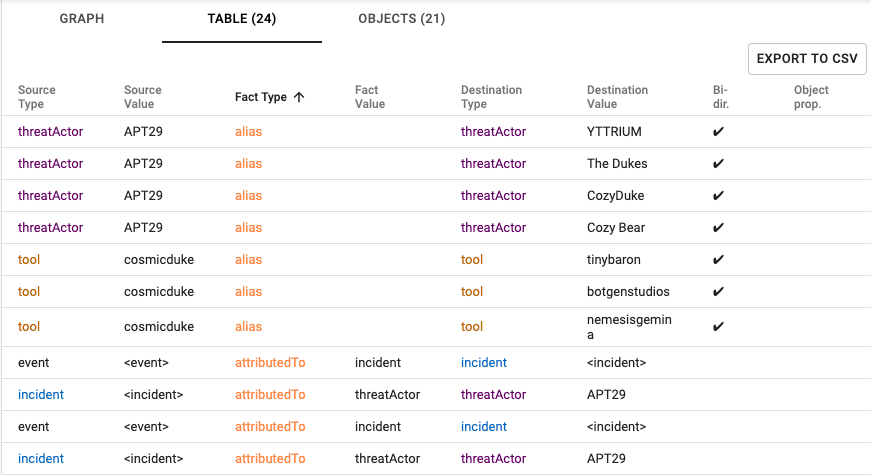 GRAPH TABLE (24) OBJECTS (21)
EXPORT TO CSV
Source Type Source Value Fact Type ↑ Fact Value Destination Type Destination Value Bi-dir. Object prop.
threatActor APT29 alias threatActor YTTRIUM ✔
threatActor APT29 alias threatActor The Dukes ✔
threatActor APT29 alias threatActor CozyDuke ✔
threatActor APT29 alias threatActor Cozy Bear ✔
tool cosmicduke alias tool tinybaron ✔
tool cosmicduke alias tool botgenstudios ✔
tool cosmicduke alias tool nemesisgemina ✔
event <event> attributedTo incident incident <incident>
incident <incident> attributedTo threatActor threatActor APT29
event <event> attributedTo incident incident <incident>
incident <incident> attributedTo threatActor threatActor APT29